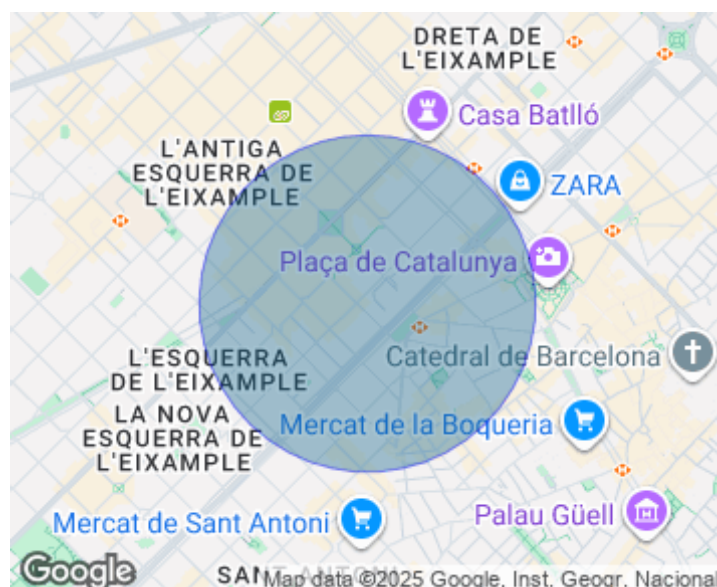 DRETA DE
L'EIXAMPLE
Casa Batlló
L'ANTIGA
ESQUERRA DE
L'EIXAMPLE
ZARA
Plaça de Catalunya
Catedral de Barcelona
L'ESQUERRA
DE L'EIXAMPLE
LA NOVA
ESQUERRA DE
L'EIXAMPLE
Mercat de la Boqueria
Mercat de Sant Antoni
Palau Güell
Google
SANT ANTONI
Map data ©2025 Google, Inst. Geogr. Nacional